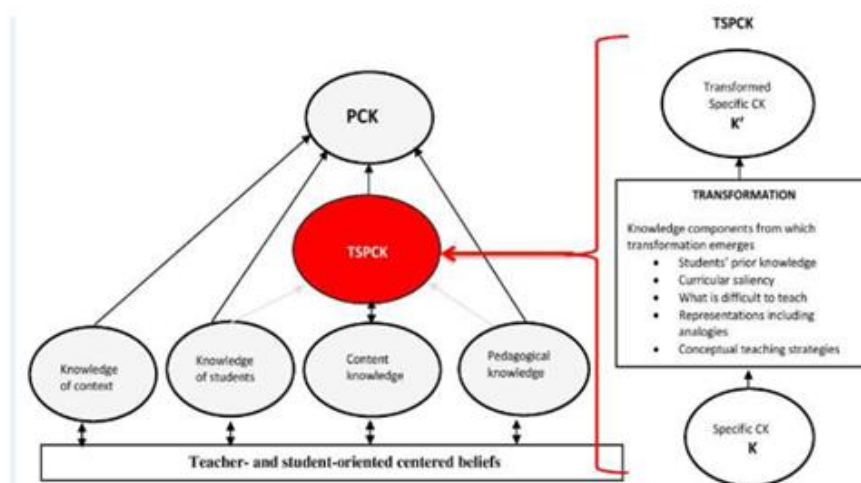 TSPCK
PCK
TSPCK
Knowledge
of context
Knowledge
of students
Content
knowledge
Pedagogical
knowledge
Teacher- and student-oriented centered beliefs
Transformed
Specific CK
K'
TRANSFORMATION
Knowledge components from which
transformation emerges
• Students' prior knowledge
• Curricular saliency
• What is difficult to teach
• Representations including
analogies
• Conceptual teaching strategies
Specific CK
K